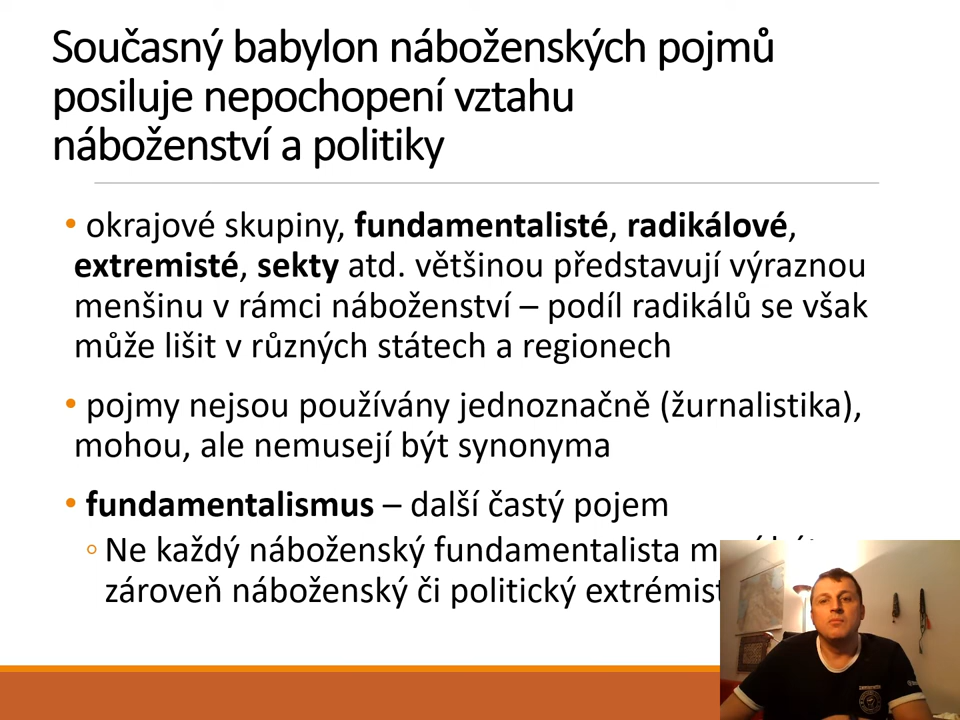 Současný babylon náboženských pojmů
posiluje nepochopení vztahu
náboženství a politiky
• okrajové skupiny, fundamentalisté, radikálové,
extremisté, sekty atd. většinou představují výraznou
menšinu v rámci náboženství – podíl radikálů se však
může lišit v různých státech a regionech
• pojmy nejsou používány jednoznačně (žurnalistika),
mohou, ale nemusejí být synonyma
• fundamentalismus – další častý pojem
◦ Ne každý náboženský fundamentalista
zároveň náboženský či politický